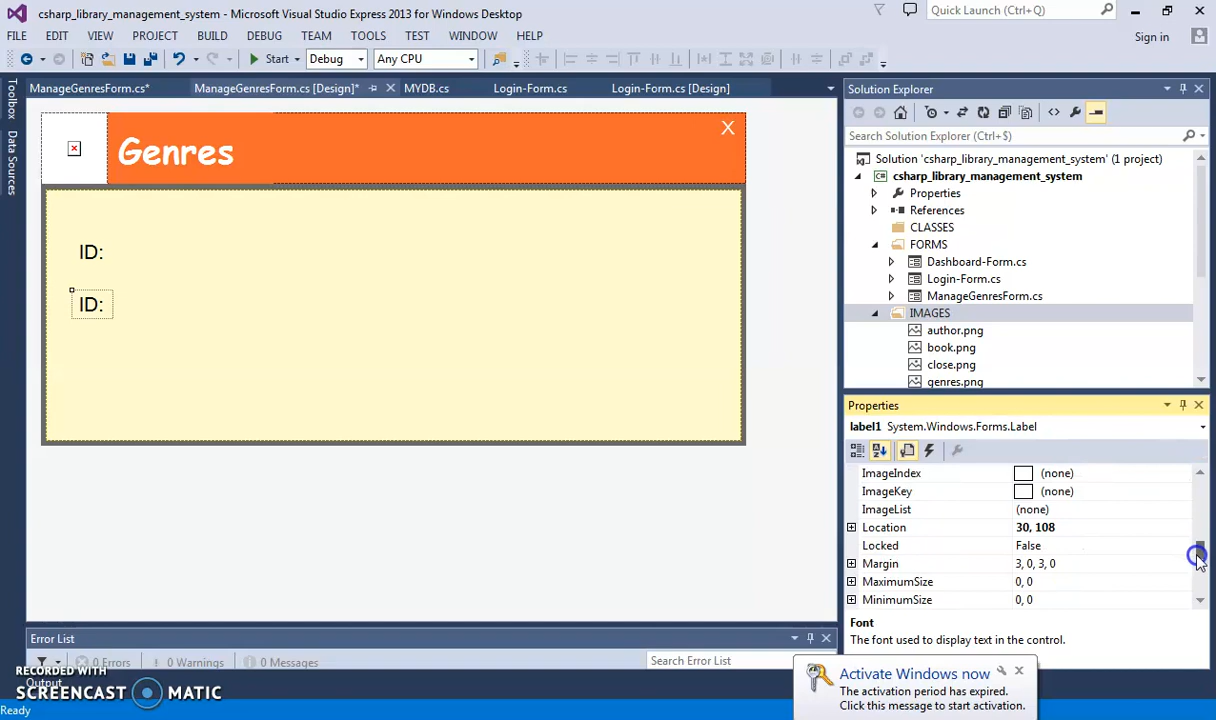 csharp_library_management_system - Microsoft Visual Studio Express 2013 for Windows Desktop
Quick Launch (Ctrl+Q)
FILE EDIT VIEW PROJECT BUILD DEBUG TEAM TOOLS TEST WINDOW HELP
Sign in
Start Debug Any CPU
Toolbox
Data Sources
ManageGenresForm.cs* ManageGenresForm.cs [Design]* MYDB.cs Login-Form.cs Login-Form.cs [Design]
Genres X
ID:
ID:
Solution Explorer
Search Solution Explorer (Ctrl+$)
Solution 'csharp_library_management_system' (1 project)
csharp_library_management_system
Properties
References
CLASSES
FORMS
Dashboard-Form.cs
Login-Form.cs
ManageGenresForm.cs
IMAGES
author.png
book.png
close.png
genres.png
Properties
label1 System.Windows.Forms.Label
ImageIndex (none)
ImageKey (none)
ImageList (none)
Location 30, 108
Locked False
Margin 3, 0, 3, 0
MaximumSize 0, 0
MinimumSize 0, 0
Font
The font used to display text in the control.
Error List
0 Errors 0 Warnings 0 Messages
Search Error List
Output
RECORDED WITH
SCREENCAST MATIC
Activate Windows now
The activation period has expired.
Click this message to start activation.
Ready